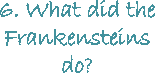 6. What did the
Frankensteins
do?